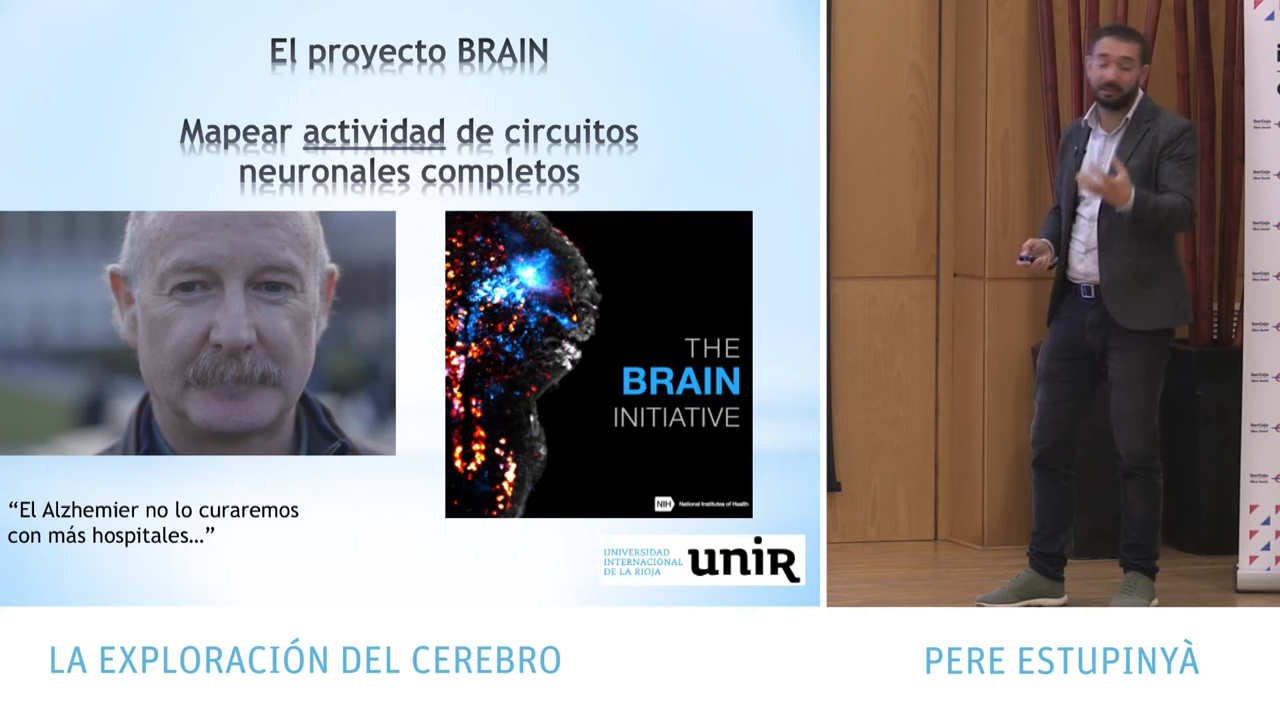 El proyecto BRAIN
Mapear actividad de circuitos
neuronales completos
THE
BRAIN
INITIATIVE
NIH National Institutes of Health
“El Alzhemier no lo curaremos
con más hospitales…”
UNIVERSIDAD
INTERNACIONAL
DE LA RIOJA
unir
LA EXPLORACIÓN DEL CEREBRO
PERE ESTUPINYÀ